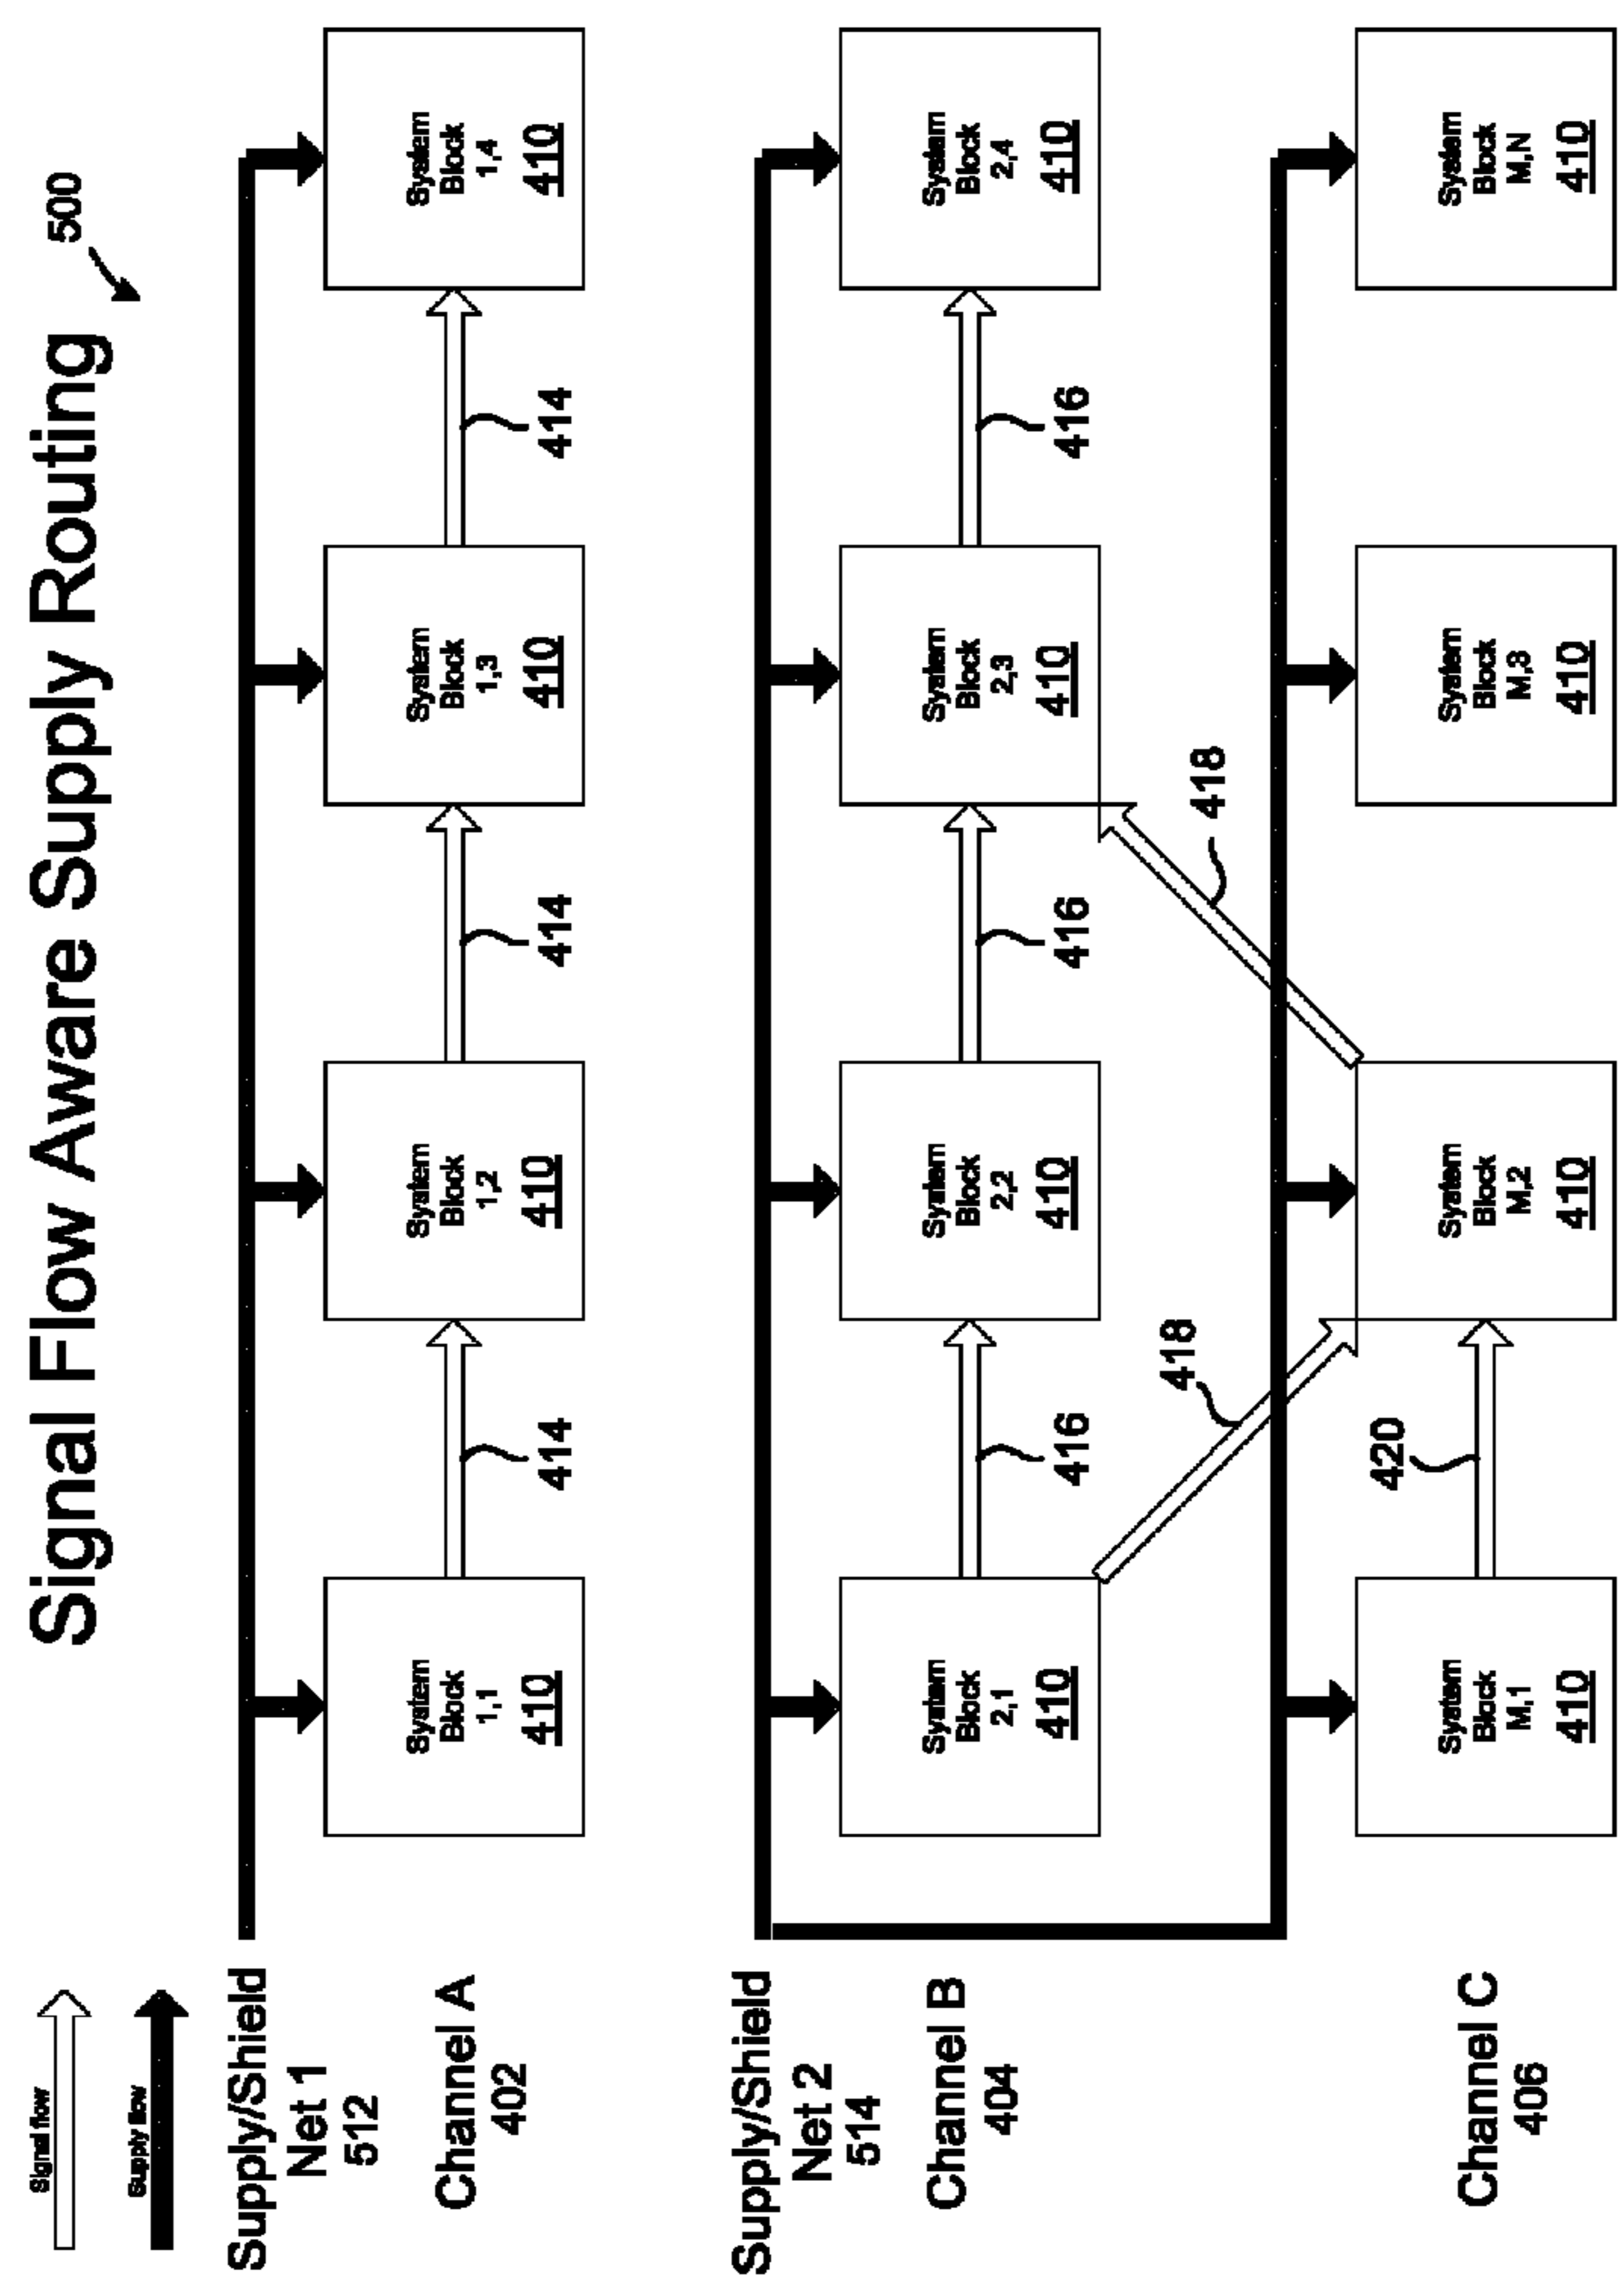 Signal Flow Aware Supply Routing
500
Signal flow
Supply flow
Supply/Shield
Net 1
512
Channel A
402
System
Block
1,1
410
414
System
Block
1,2
410
414
System
Block
1,3
410
414
System
Block
1,4
410
Supply/Shield
Net 2
514
Channel B
404
System
Block
2,1
410
416
System
Block
2,2
410
416
System
Block
2,3
410
416
System
Block
2,4
410
418
418
Channel C
406
System
Block
M,1
410
420
System
Block
M,2
410
System
Block
M,3
410
System
Block
M,N
410